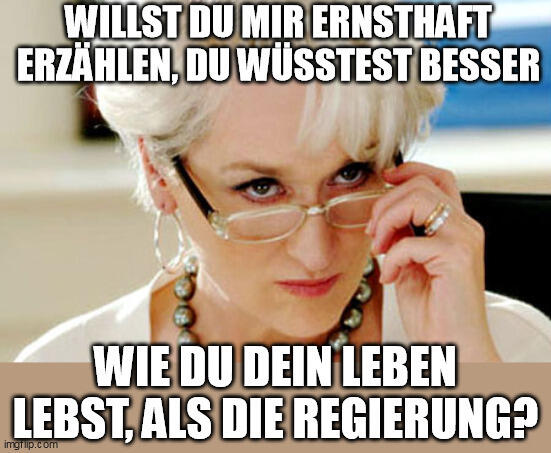 WILLST DU MIR ERNSTHAFT
ERZÄHLEN, DU WÜSSTEST BESSER
WIE DU DEIN LEBEN
LEBST, ALS DIE REGIERUNG?
imgflip.com